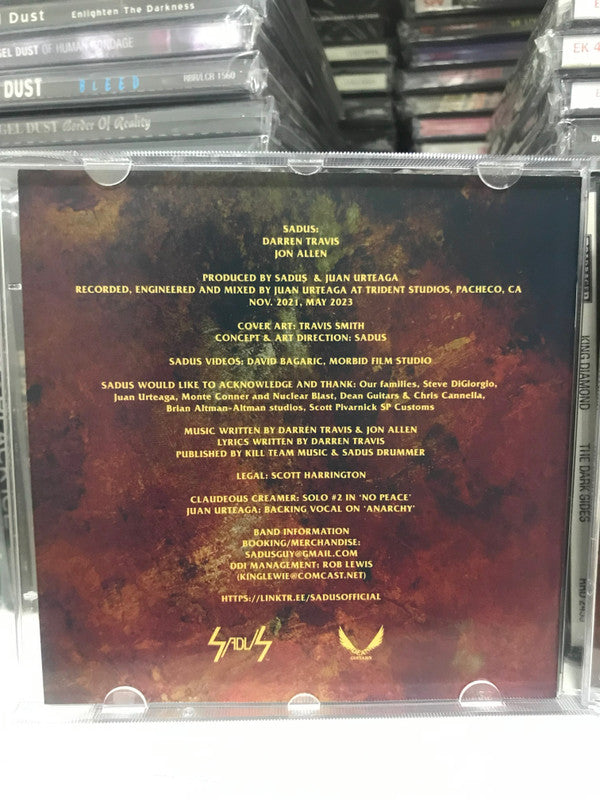 l Dust Enlighten The Darkness
GEL DUST OF HUMAN BONDAGE
DUST BLEED RBR/LCR 1560
GEL DUST Border Of Reality
EK 4
SADUS:
DARREN TRAVIS
JON ALLEN
PRODUCED BY SADUS & JUAN URTEAGA
RECORDED, ENGINEERED AND MIXED BY JUAN URTEAGA AT TRIDENT STUDIOS, PACHECO, CA
NOV. 2021, MAY 2023
COVER ART: TRAVIS SMITH
CONCEPT & ART DIRECTION: SADUS
SADUS VIDEOS: DAVID BAGARIC, MORBID FILM STUDIO
SADUS WOULD LIKE TO ACKNOWLEDGE AND THANK: Our families, Steve DiGiorgio,
Juan Urteaga, Monte Conner and Nuclear Blast, Dean Guitars & Chris Cannella,
Brian Altman-Altman studios, Scott Pivarnick SP Customs
MUSIC WRITTEN BY DARREN TRAVIS & JON ALLEN
LYRICS WRITTEN BY DARREN TRAVIS
PUBLISHED BY KILL TEAM MUSIC & SADUS DRUMMER
LEGAL: SCOTT HARRINGTON
CLAUDEOUS CREAMER: SOLO #2 IN 'NO PEACE'
JUAN URTEAGA: BACKING VOCAL ON 'ANARCHY'
BAND INFORMATION
BOOKING/MERCHANDISE:
SADUSGUY@GMAIL.COM
DDI MANAGEMENT: ROB LEWIS
(KINGLEWIE@COMCAST.NET)
HTTPS://LINKTR.EE/SADUSOFFICIAL
SADUS
DEAN
GUITARS
KING DIAMOND THE DARK SIDES